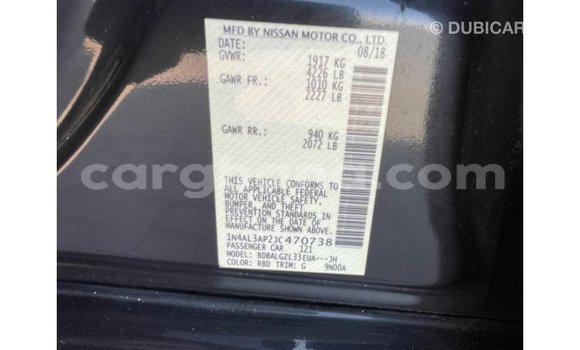 © DUBICAR
MFD BY NISSAN MOTOR CO., LTD.
DATE: 08/18
GVWR: 1917 KG
4226 LB
GAWR FR.: 1010 KG
2227 LB
GAWR RR.: 940 KG
2072 LB
THIS VEHICLE CONFORMS TO
ALL APPLICABLE FEDERAL
MOTOR VEHICLE SAFETY,
BUMPER, AND THEFT
PREVENTION STANDARDS IN
EFFECT ON THE DATE OF
MANUFACTURE SHOWN ABOVE.
1N4AL3AP2JC470738
PASSENGER CAR 121
MODEL: BDBALGZL33EUA---JH
COLOR: RBD TRIM: G 9N00A